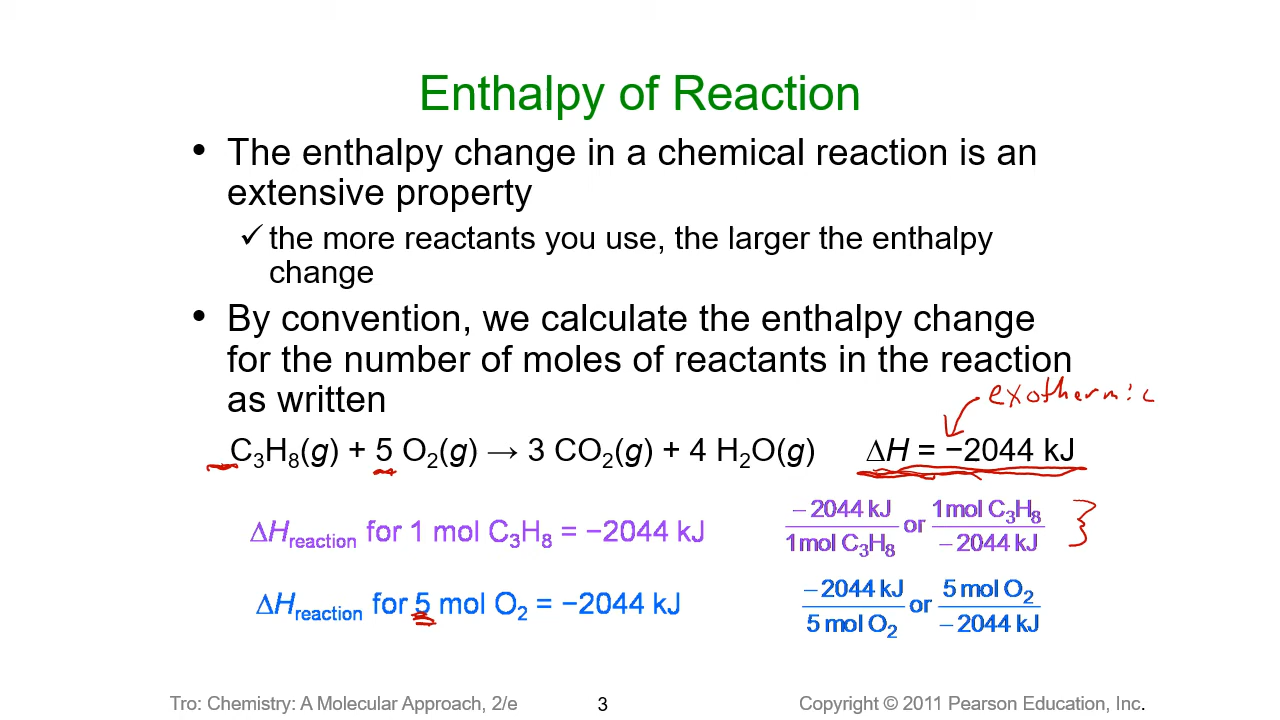 Enthalpy of Reaction
• The enthalpy change in a chemical reaction is an
extensive property
✓ the more reactants you use, the larger the enthalpy
change
• By convention, we calculate the enthalpy change
for the number of moles of reactants in the reaction
as written
exothermic
C₃H₈(g) + 5 O₂(g) → 3 CO₂(g) + 4 H₂O(g) ΔH = −2044 kJ
ΔHreaction for 1 mol C₃H₈ = −2044 kJ
−2044 kJ / 1mol C₃H₈ or 1mol C₃H₈ / −2044 kJ
ΔHreaction for 5 mol O₂ = −2044 kJ
−2044 kJ / 5 mol O₂ or 5 mol O₂ / −2044 kJ
Tro: Chemistry: A Molecular Approach, 2/e 3 Copyright © 2011 Pearson Education, Inc.